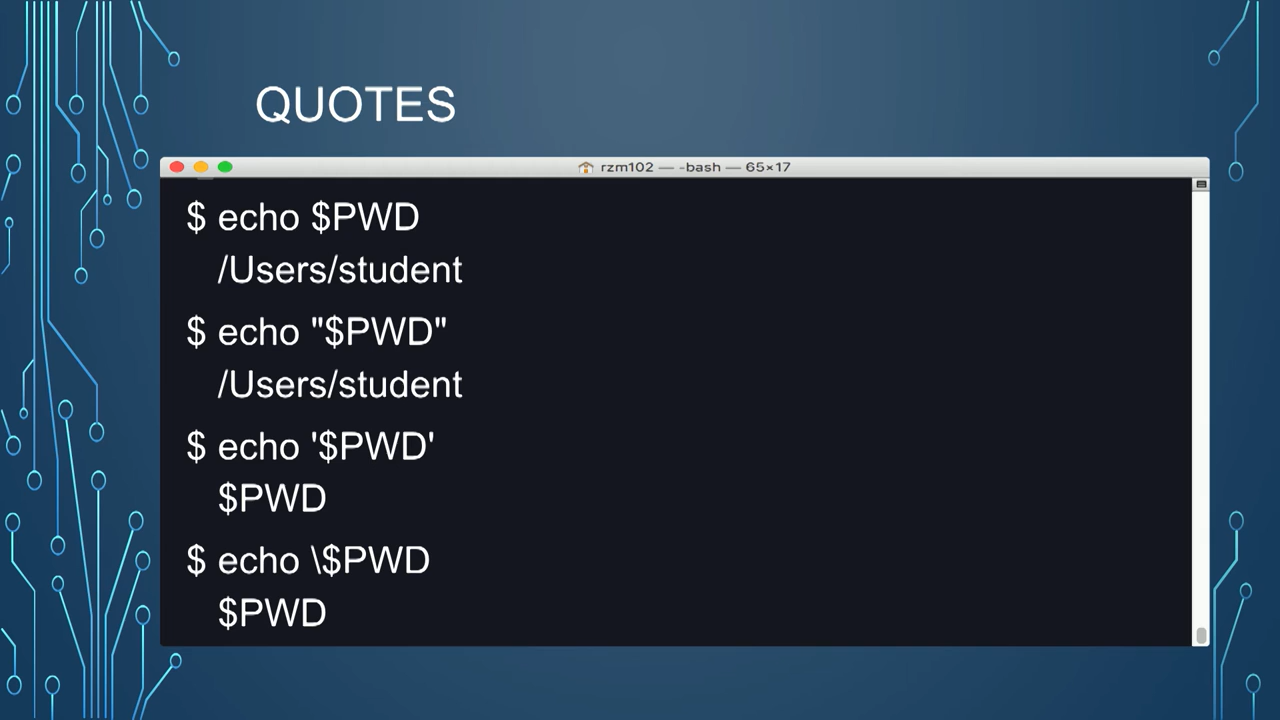 QUOTES
rzm102 — -bash — 65×17
$ echo $PWD
/Users/student
$ echo "$PWD"
/Users/student
$ echo '$PWD'
$PWD
$ echo \$PWD
$PWD